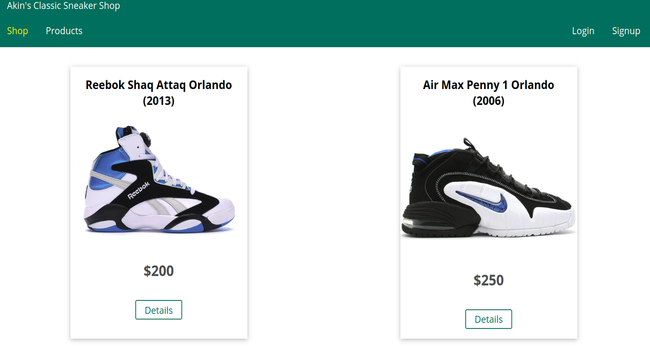 Akin's Classic Sneaker Shop
Shop Products Login Signup
Reebok Shaq Attaq Orlando
(2013)
Reebok
$200
Details
Air Max Penny 1 Orlando
(2006)
$250
Details